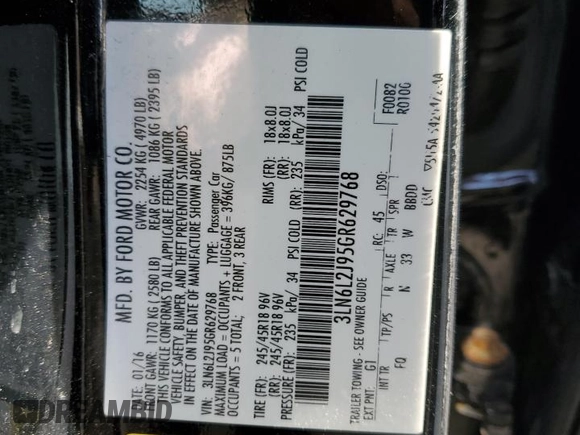 MFD. BY FORD MOTOR CO.
01/16 GVWR: 2254 KG ( 4970 LB)
FRONT GAWR: 1170 KG ( 2580 LB) REAR GAWR: 1086 KG ( 2395 LB)
THIS VEHICLE CONFORMS TO ALL APPLICABLE FEDERAL MOTOR
VEHICLE SAFETY, BUMPER, AND THEFT PREVENTION STANDARDS
IN EFFECT ON THE DATE OF MANUFACTURE SHOWN ABOVE.
VIN: 3LN6L2J95GR629768 TYPE: Passenger Car
MAXIMUM LOAD = OCCUPANTS + LUGGAGE = 396KG/ 875LB
OCCUPANTS = 5 TOTAL; 2 FRONT, 3 REAR
TIRE (FR): 245/45R18 96V RIMS (FR): 18x8.0J
(RR): 245/45R18 96V (RR): 18x8.0J
PRESSURE (FR): 235 kPa/ 34 PSI COLD (RR): 235 kPa/ 34 PSI COLD
3LN6L2J95GR629768
F0082
R0100
TRAILER TOWING - SEE OWNER GUIDE
EXT PNT: G1 RC: 45 DSO:
INT TR TP/PS R AXLE TR SPR
FQ N 33 W BBDD
DREAMBID